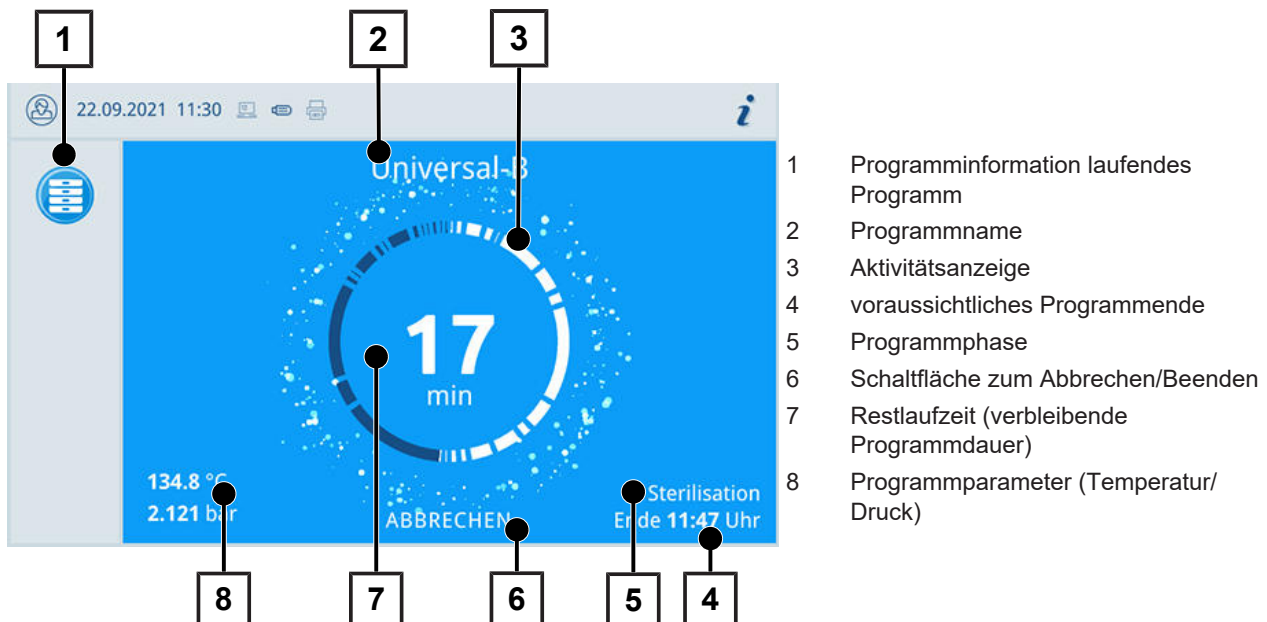 1
2
3
22.09.2021 11:30
i
Universal-B
17
min
134.8 °C
2.121 bar
ABBRECHEN
Sterilisation
Ende 11:47 Uhr
8
7
6
5
4
1 Programminformation laufendes
Programm
2 Programmname
3 Aktivitätsanzeige
4 voraussichtliches Programmende
5 Programmphase
6 Schaltfläche zum Abbrechen/Beenden
7 Restlaufzeit (verbleibende
Programmdauer)
8 Programmparameter (Temperatur/
Druck)